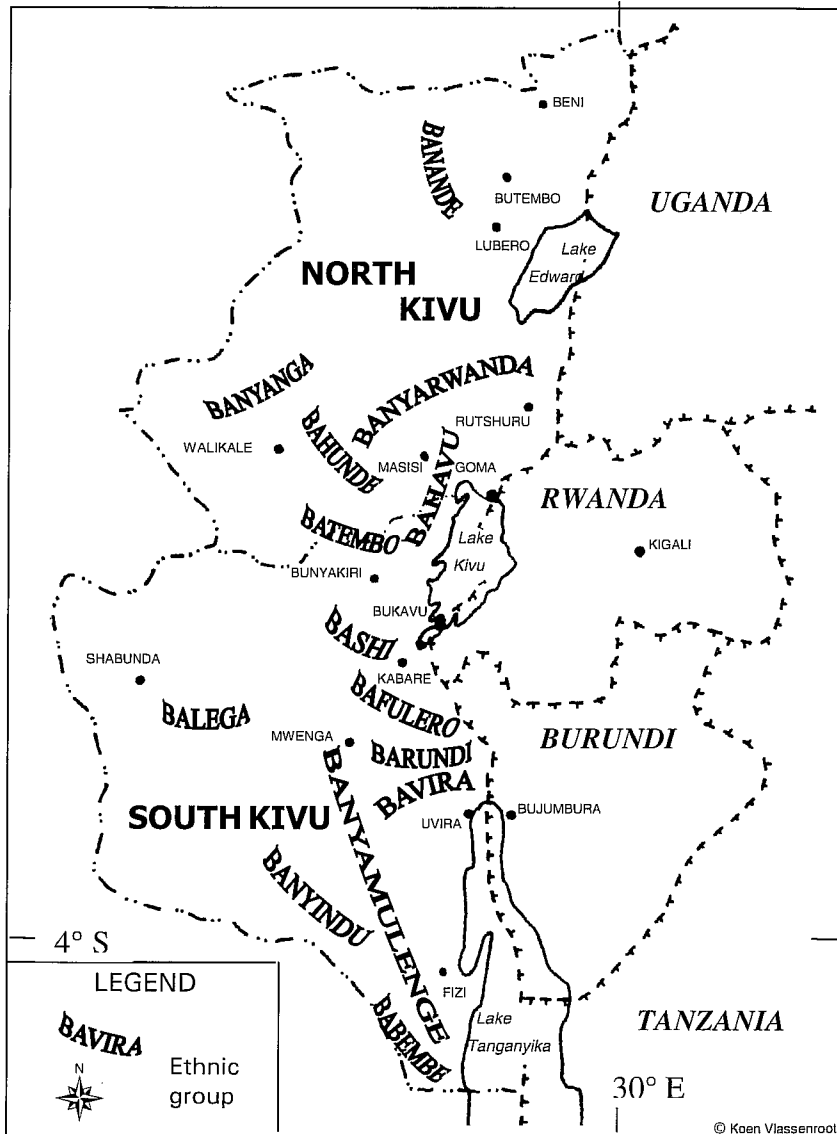 BENI
BANANDE
BUTEMBO
UGANDA
LUBERO
Lake
Edward
NORTH
KIVU
BANYANGA
BANYARWANDA
RUTSHURU
BAHUNDE
WALIKALE
MASISI
GOMA
BAHAVU
RWANDA
BATEMBO
Lake
Kivu
KIGALI
BUNYAKIRI
BUKAVU
BASHI
SHABUNDA
KABARE
BAFULERO
BALEGA
MWENGA
BARUNDI
BURUNDI
BAVIRA
BANYAMULENGE
SOUTH KIVU
UVIRA
BUJUMBURA
BANYINDU
4° S
FIZI
LEGEND
BAVIRA
Ethnic
group
N
BABEMBE
Lake
Tanganyika
TANZANIA
30° E
© Koen Vlassenroot